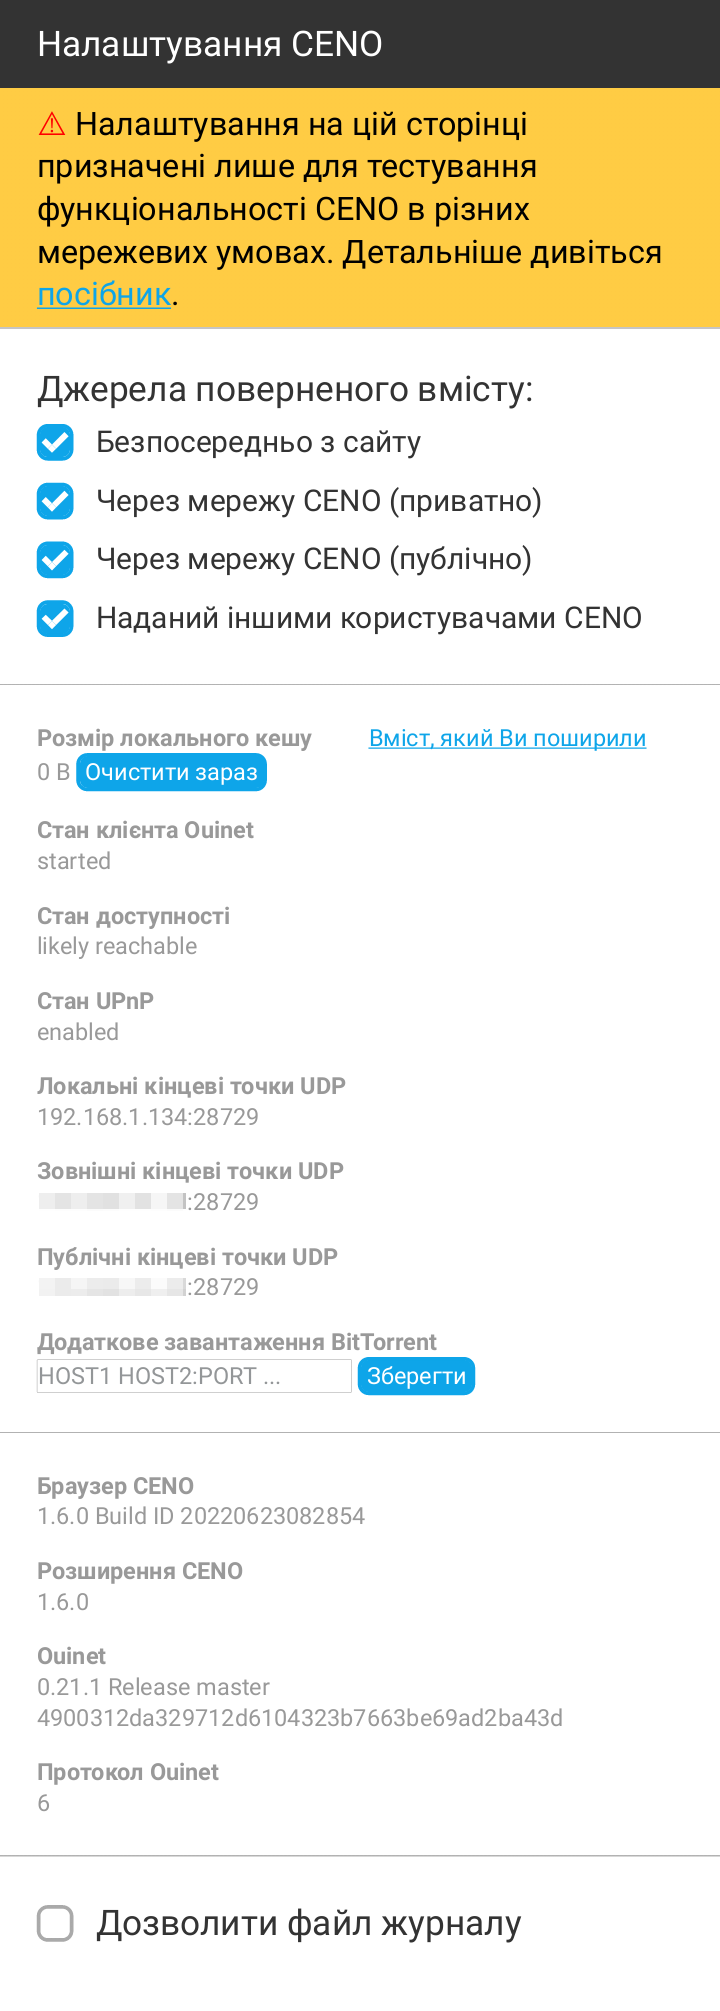 Налаштування CENO
⚠ Налаштування на цій сторінці
призначені лише для тестування
функціональності CENO в різних
мережевих умовах. Детальніше дивіться
посібник.
Джерела поверненого вмісту:
Безпосередньо з сайту
Через мережу CENO (приватно)
Через мережу CENO (публічно)
Наданий іншими користувачами CENO
Розмір локального кешу
Вміст, який Ви поширили
0 B Очистити зараз
Стан клієнта Ouinet
started
Стан доступності
likely reachable
Стан UPnP
enabled
Локальні кінцеві точки UDP
192.168.1.134:28729
Зовнішні кінцеві точки UDP
:28729
Публічні кінцеві точки UDP
:28729
Додаткове завантаження BitTorrent
HOST1 HOST2:PORT ... Зберегти
Браузер CENO
1.6.0 Build ID 20220623082854
Розширення CENO
1.6.0
Ouinet
0.21.1 Release master
4900312da329712d6104323b7663be69ad2ba43d
Протокол Ouinet
6
Дозволити файл журналу